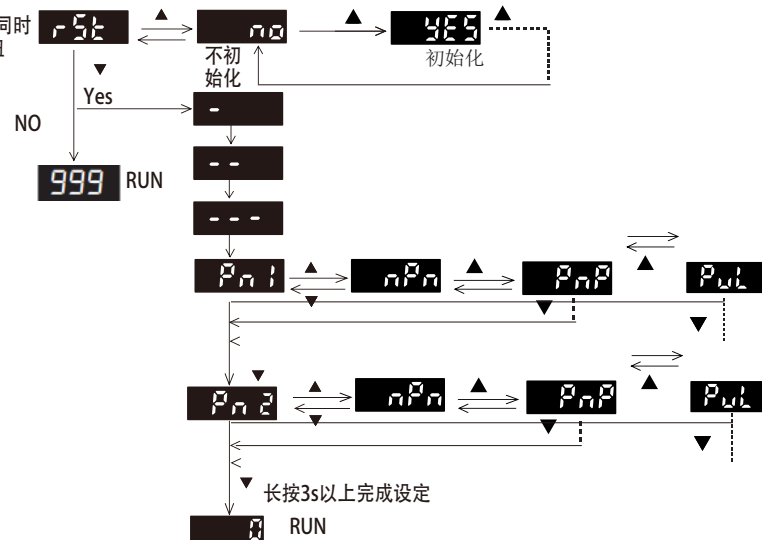 同时
rSt
no
YES
不初
始化
初始化
Yes
-
NO
--
999
RUN
---
Pn1
nPn
PnP
PuL
Pn2
nPn
PnP
PuL
长按3s以上完成设定
0
RUN